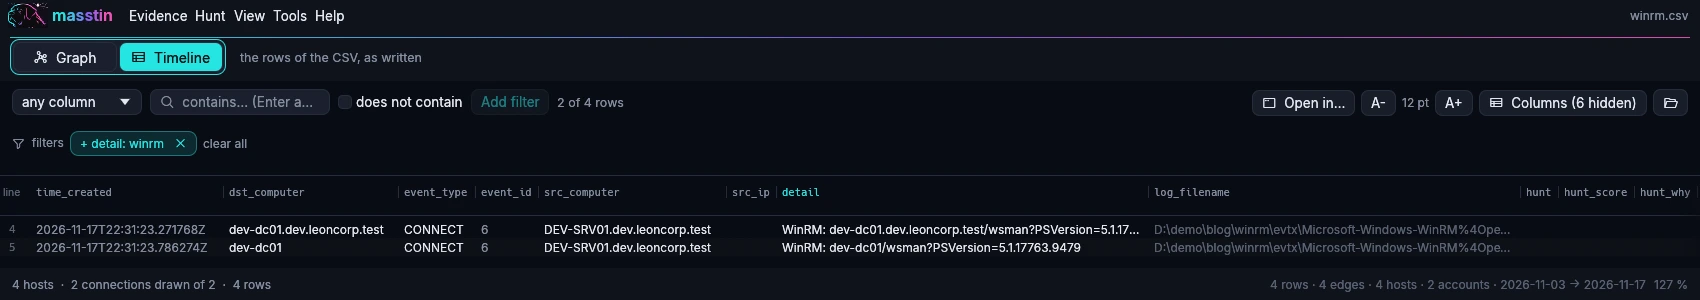 masstin Evidence Hunt View Tools Help winrm.csv
Graph Timeline the rows of the CSV, as written
any column contains... (Enter a... does not contain Add filter 2 of 4 rows Open in... A- 12 pt A+ Columns (6 hidden)
filters + detail: winrm × clear all
line time_created dst_computer event_type event_id src_computer src_ip detail log_filename hunt hunt_score hunt_why
4 2026-11-17T22:31:23.271768Z dev-dc01.dev.leoncorp.test CONNECT 6 DEV-SRV01.dev.leoncorp.test WinRM: dev-dc01.dev.leoncorp.test/wsman?PSVersion=5.1.17... D:\demo\blog\winrm\evtx\Microsoft-Windows-WinRM%4Ope...
5 2026-11-17T22:31:23.786274Z dev-dc01 CONNECT 6 DEV-SRV01.dev.leoncorp.test WinRM: dev-dc01/wsman?PSVersion=5.1.17763.9479 D:\demo\blog\winrm\evtx\Microsoft-Windows-WinRM%4Ope...
4 hosts · 2 connections drawn of 2 · 4 rows 4 rows · 4 edges · 4 hosts · 2 accounts · 2026-11-03 → 2026-11-17 127 %